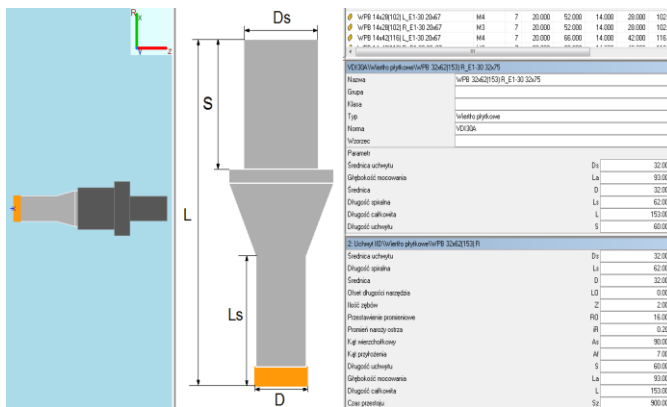 R
X
Y
Z
Ds
S
L
Ls
D
WPB 14x28(102) L_E1-30 20x67 M4 7 20.000 52.000 14.000 28.000 102.
WPB 14x28(102) R_E1-30 20x67 M3 7 20.000 52.000 14.000 28.000 102.
WPB 14x42(116) L_E1-30 20x67 M4 7 20.000 66.000 14.000 42.000 116.
VDI30A\Wiertło płytkowe\WPB 32x62(153) R_E1-30 32x75
Nazwa WPB 32x62(153) R_E1-30 32x75
Grupa
Klasa
Typ Wiertło płytkowe
Norma VDI30A
Wzorzec
Parametr
Średnica uchwytu Ds 32.00
Głębokość mocowania La 93.00
Średnica D 32.00
Długość spiralna Ls 62.00
Długość całkowita L 153.00
Długość uchwytu S 60.00
2: Uchwyt IID\Wiertło płytkowe\WPB 32x62(153) R
Średnica uchwytu Ds 32.00
Długość spiralna Ls 62.00
Średnica D 32.00
Ofset długości narzędzia LO 0.00
Ilość zębów Z 2.00
Przestawienie promieniowe RO 16.00
Promień naroży ostrza iR 0.20
Kąt wierzchołkowy As 90.00
Kąt przyłożenia Af 7.00
Długość uchwytu S 60.00
Głębokość mocowania La 93.00
Długość całkowita L 153.00
Czas przestoju Sz 900.00